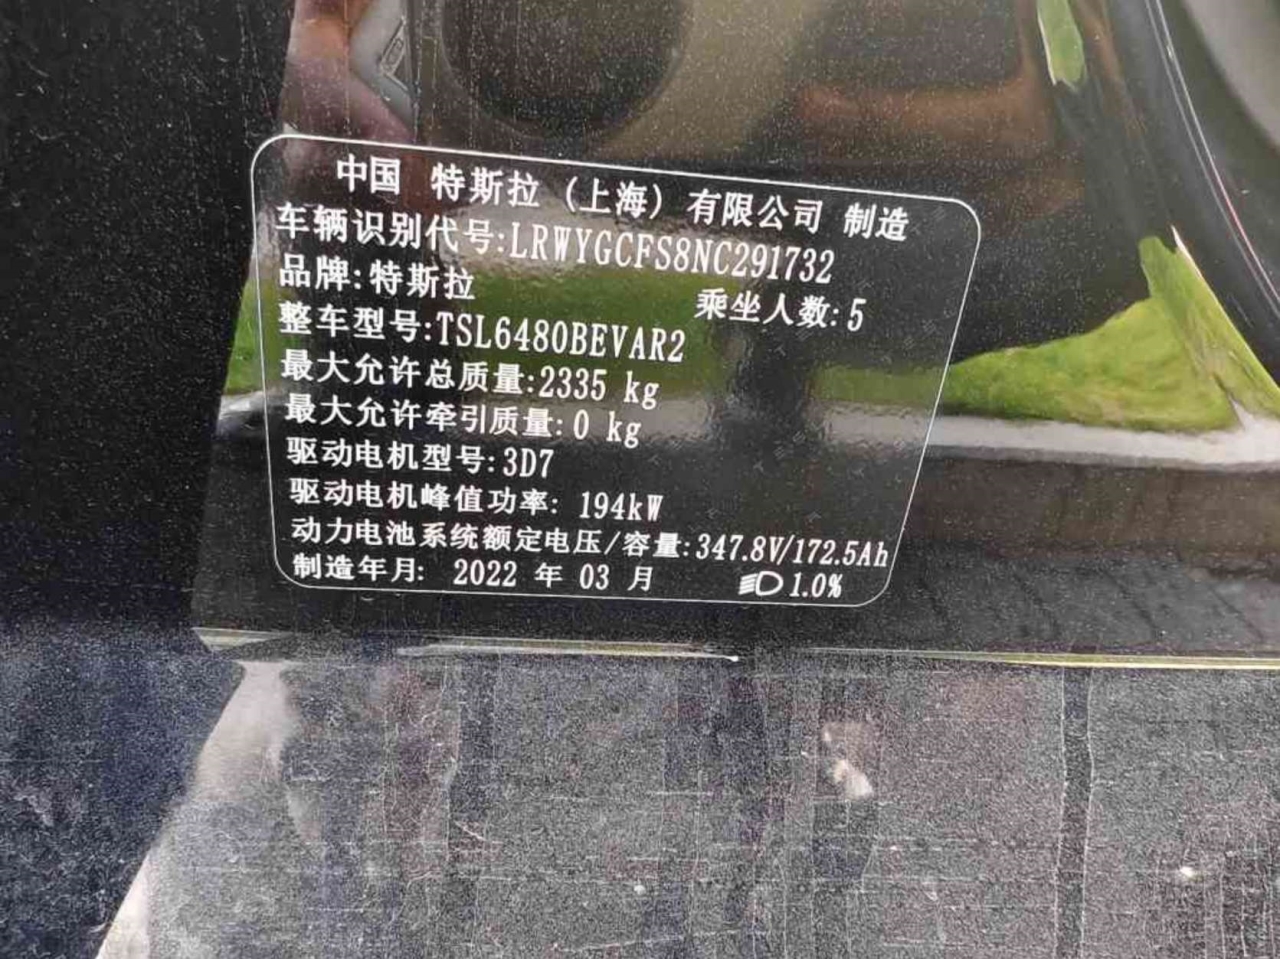 中国 特斯拉 (上海) 有限公司 制造
车辆识别代号:LRWYGCFS8NC291732
品牌:特斯拉 乘坐人数:5
整车型号:TSL6480BEVAR2
最大允许总质量:2335 kg
最大允许牵引质量:0 kg
驱动电机型号:3D7
驱动电机峰值功率: 194kW
动力电池系统额定电压/容量:347.8V/172.5Ah
制造年月: 2022 年 03 月 1.0%